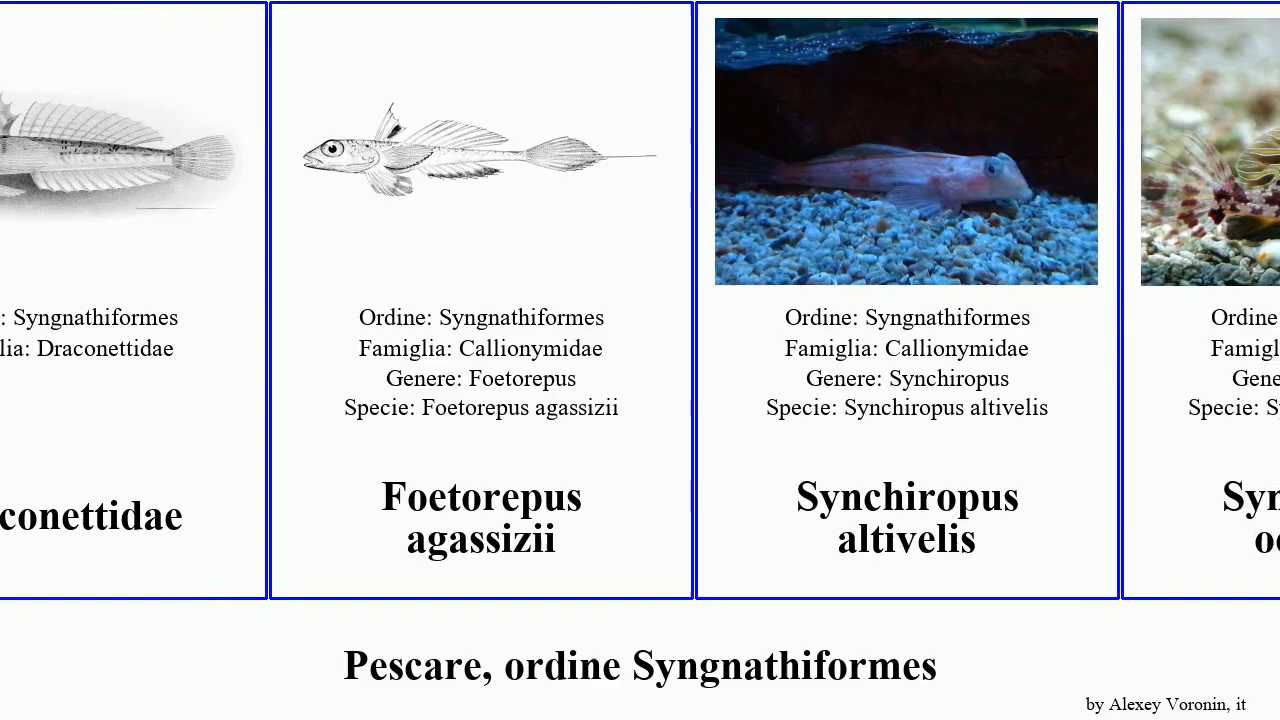 : Syngnathiformes
lia: Draconettidae
conettidae
Ordine: Syngnathiformes
Famiglia: Callionymidae
Genere: Foetorepus
Specie: Foetorepus agassizii
Foetorepus
agassizii
Ordine: Syngnathiformes
Famiglia: Callionymidae
Genere: Synchiropus
Specie: Synchiropus altivelis
Synchiropus
altivelis
Ordine
Famigl
Gene
Specie: S
Syn
Pescare, ordine Syngnathiformes
by Alexey Voronin, it